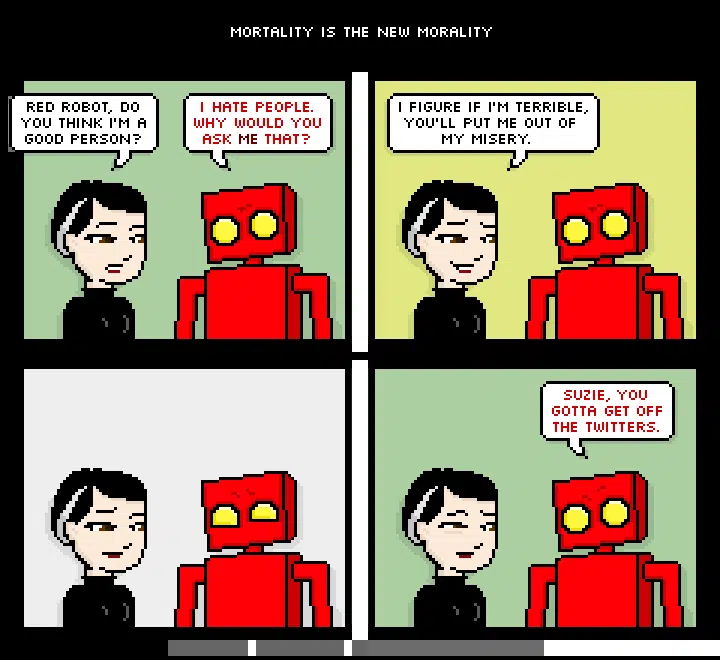 MORTALITY IS THE NEW MORALITY
RED ROBOT, DO
YOU THINK I'M A
GOOD PERSON?
I HATE PEOPLE.
WHY WOULD YOU
ASK ME THAT?
I FIGURE IF I'M TERRIBLE,
YOU'LL PUT ME OUT OF
MY MISERY.
SUZIE, YOU
GOTTA GET OFF
THE TWITTERS.